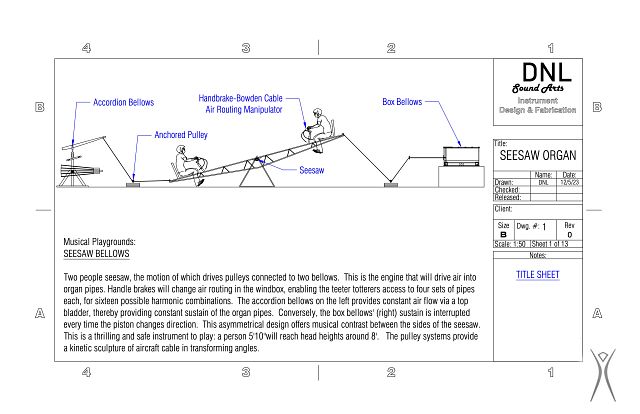 4 3 2 1
B B
A A
Accordion Bellows
Handbrake-Bowden Cable
Air Routing Manipulator
Box Bellows
Anchored Pulley
Seesaw
Musical Playgrounds:
SEESAW BELLOWS
Two people seesaw, the motion of which drives pulleys connected to two bellows. This is the engine that will drive air into
organ pipes. Handle brakes will change air routing in the windbox, enabling the teeter totterers access to four sets of pipes
each, for sixteen possible harmonic combinations. The accordion bellows on the left provides constant air flow via a top
bladder, thereby providing constant sustain of the organ pipes. Conversely, the box bellows' (right) sustain is interrupted
every time the piston changes direction. This asymmetrical design offers musical contrast between the sides of the seesaw.
This is a thrilling and safe instrument to play: a person 5'10"will reach head heights around 8'. The pulley systems provide
a kinetic sculpture of aircraft cable in transforming angles.
DNL
Sound Arts
Instrument
Design & Fabrication
Title:
SEESAW ORGAN
Name: Date:
Drawn: DNL 12/5/23
Checked:
Released:
Client:
Size Dwg. #: 1 Rev
B 0
Scale: 1:50 Sheet 1 of 13
Notes:
TITLE SHEET
4 3 2 1